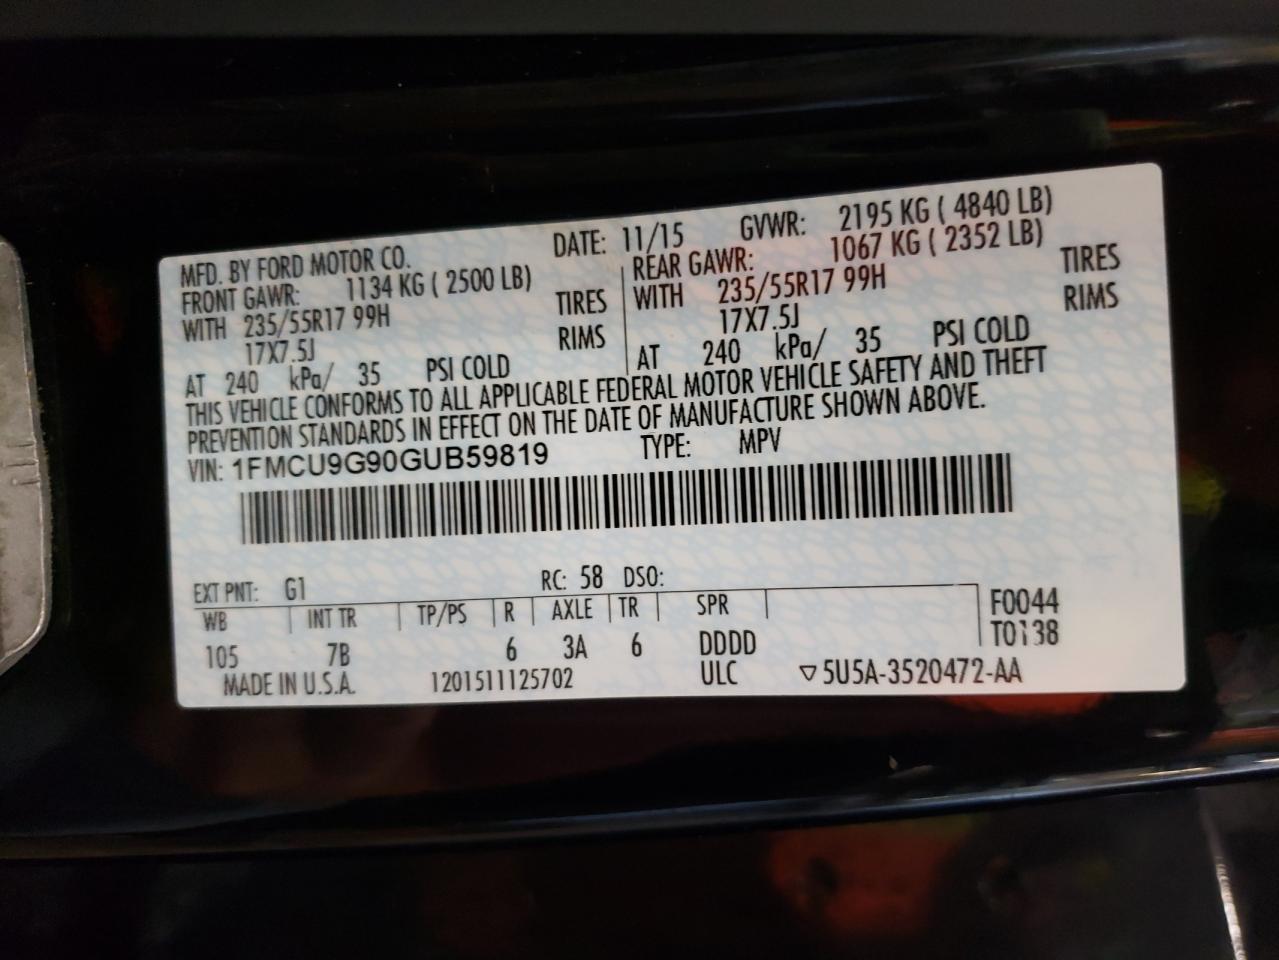 MFD. BY FORD MOTOR CO. DATE: 11/15 GVWR: 2195 KG ( 4840 LB)
FRONT GAWR: 1134 KG ( 2500 LB) REAR GAWR: 1067 KG ( 2352 LB)
WITH 235/55R17 99H TIRES WITH 235/55R17 99H TIRES
17X7.5J RIMS 17X7.5J RIMS
AT 240 kPa/ 35 PSI COLD AT 240 kPa/ 35 PSI COLD
THIS VEHICLE CONFORMS TO ALL APPLICABLE FEDERAL MOTOR VEHICLE SAFETY AND THEFT
PREVENTION STANDARDS IN EFFECT ON THE DATE OF MANUFACTURE SHOWN ABOVE.
VIN: 1FMCU9G90GUB59819 TYPE: MPV
EXT PNT: G1 RC: 58 DSO:
WB INT TR TP/PS R AXLE TR SPR F0044
105 7B 6 3A 6 DDDD T0138
MADE IN U.S.A. 1201511125702 ULC ▽5U5A-3520472-AA